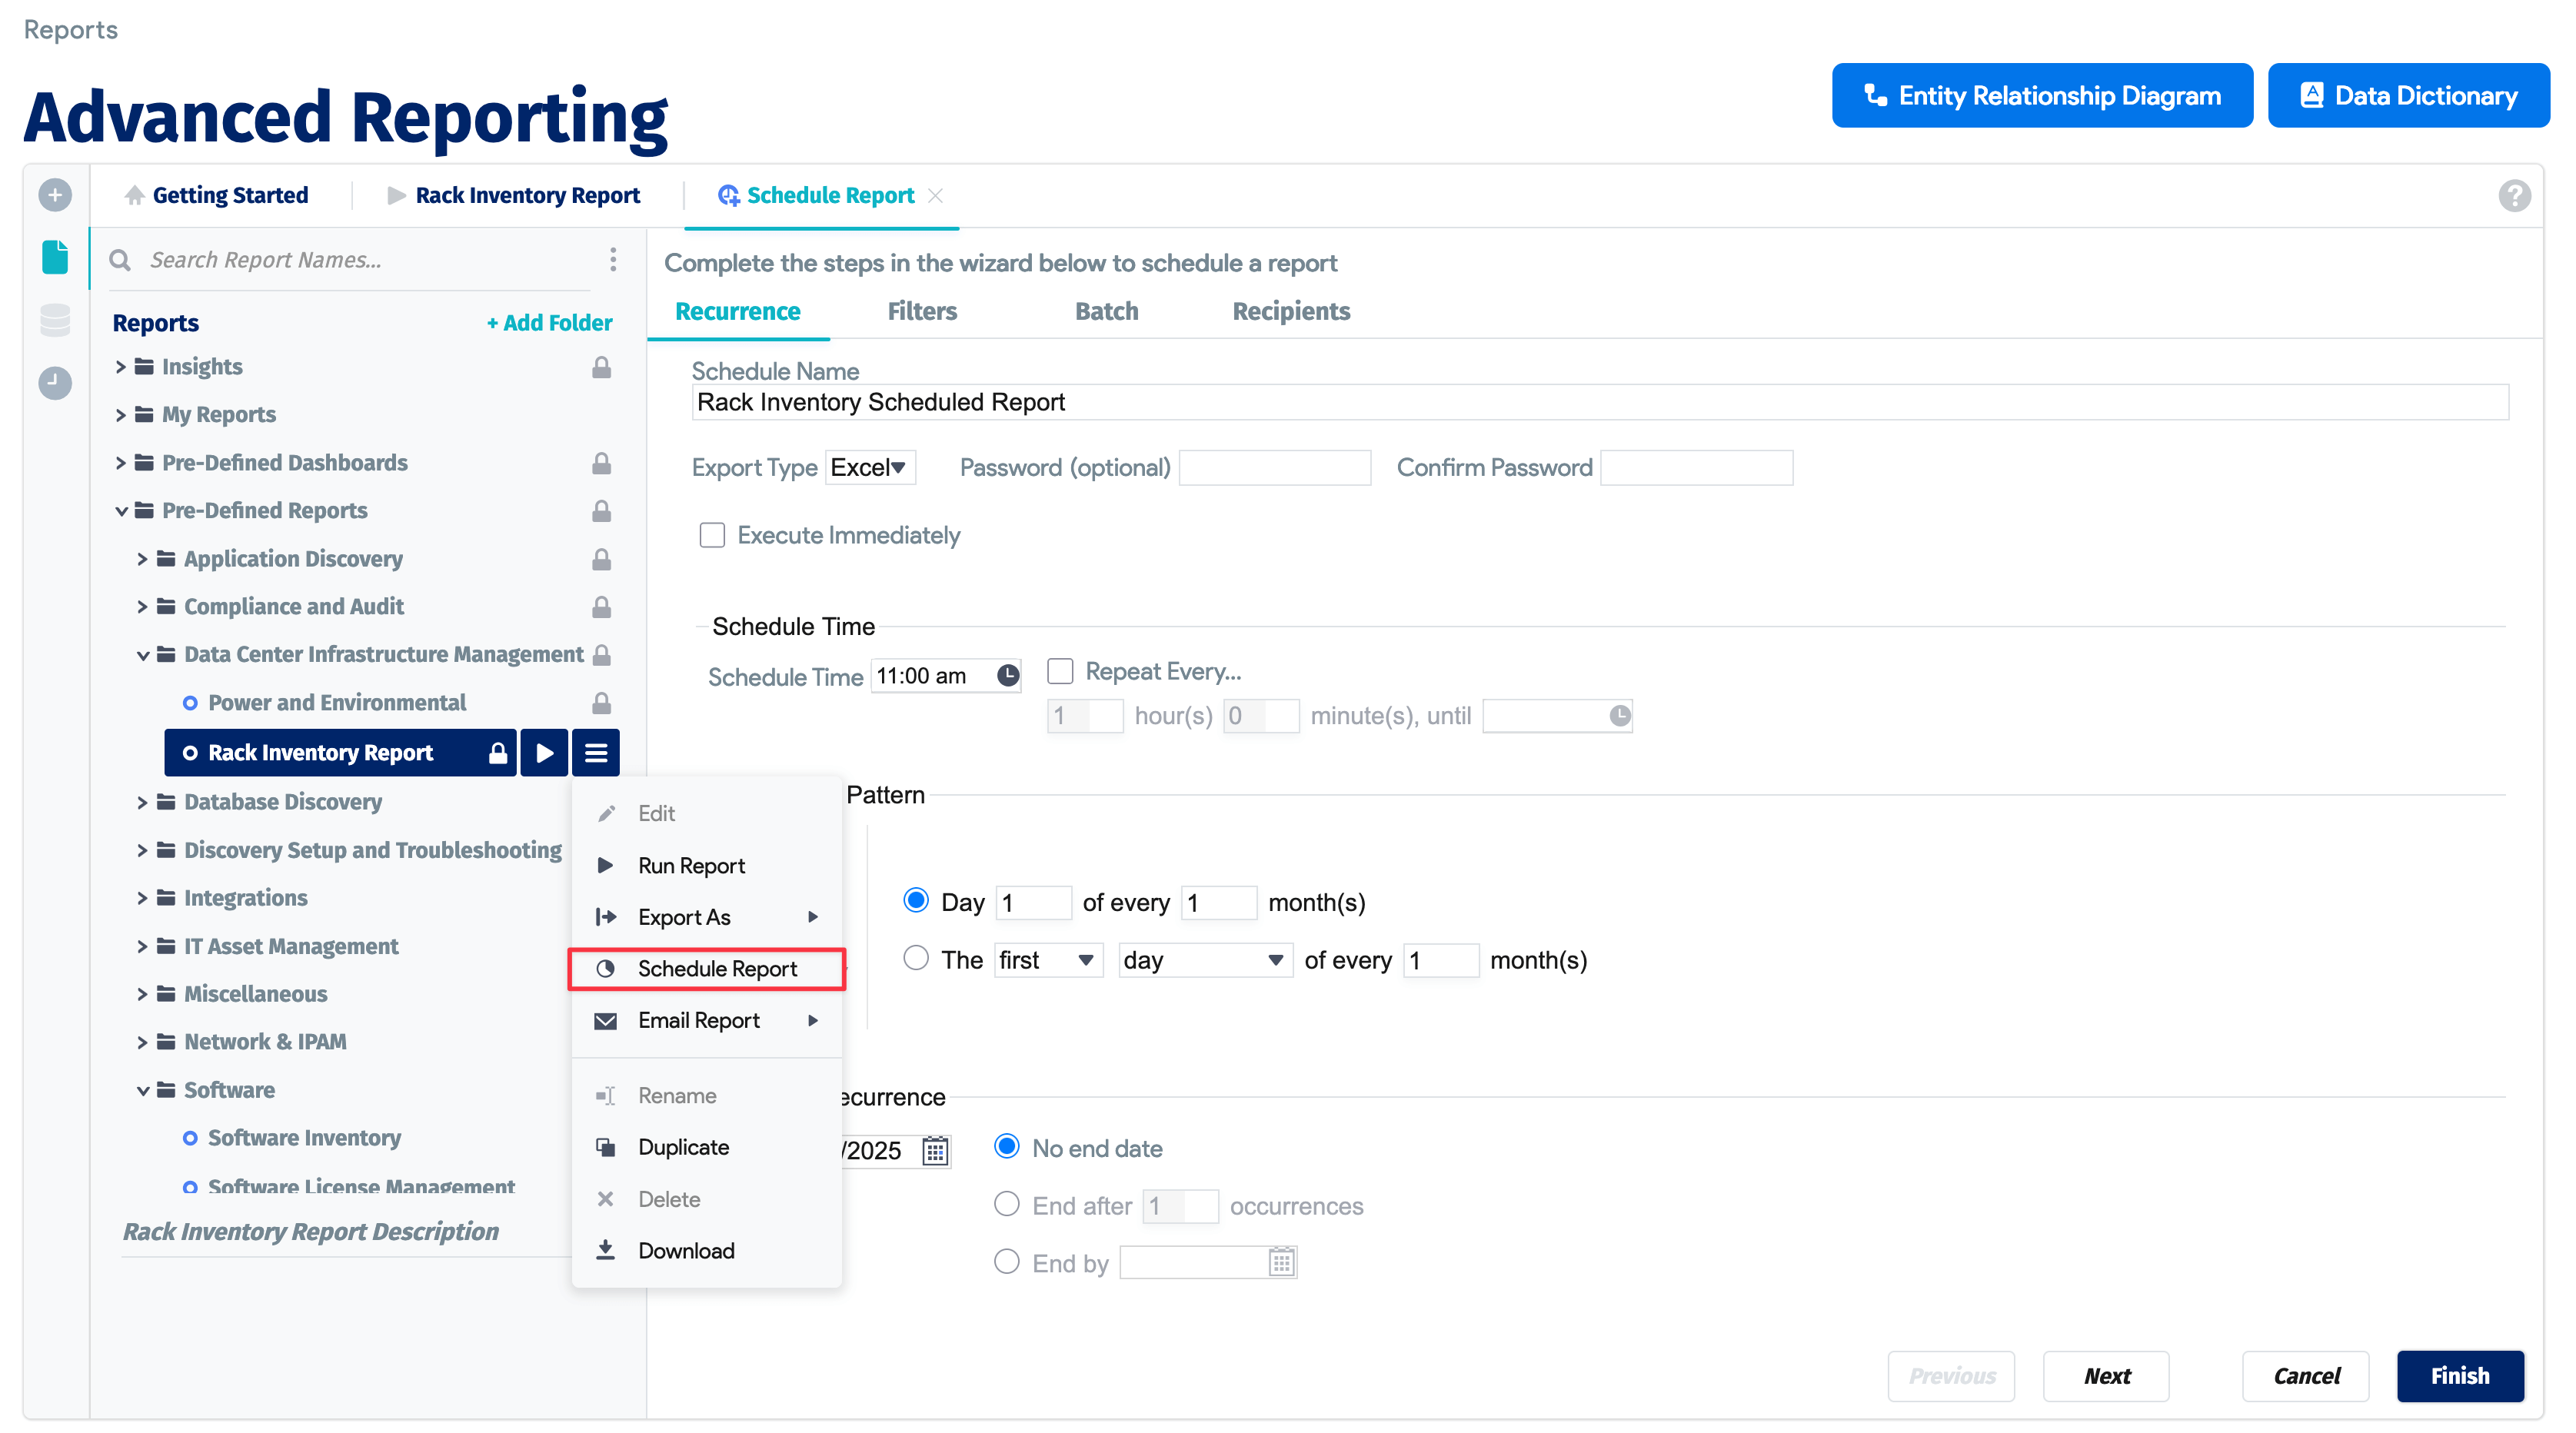 Reports
Advanced Reporting
Entity Relationship Diagram
Data Dictionary
Getting Started
Rack Inventory Report
Schedule Report
Search Report Names...
Reports
+ Add Folder
Insights
My Reports
Pre-Defined Dashboards
Pre-Defined Reports
Application Discovery
Compliance and Audit
Data Center Infrastructure Management
Power and Environmental
Rack Inventory Report
Database Discovery
Discovery Setup and Troubleshooting
Integrations
IT Asset Management
Miscellaneous
Network & IPAM
Software
Software Inventory
Software License Management
Rack Inventory Report Description
Edit
Run Report
Export As
Schedule Report
Email Report
Rename
Duplicate
Delete
Download
Complete the steps in the wizard below to schedule a report
Recurrence Filters Batch Recipients
Schedule Name
Rack Inventory Scheduled Report
Export Type Excel Password (optional) Confirm Password
Execute Immediately
Schedule Time
Schedule Time 11:00 am Repeat Every...
1 hour(s) 0 minute(s), until
Pattern
Day 1 of every 1 month(s)
The first day of every 1 month(s)
ecurrence
/2025 No end date
End after 1 occurrences
End by
Previous Next Cancel Finish